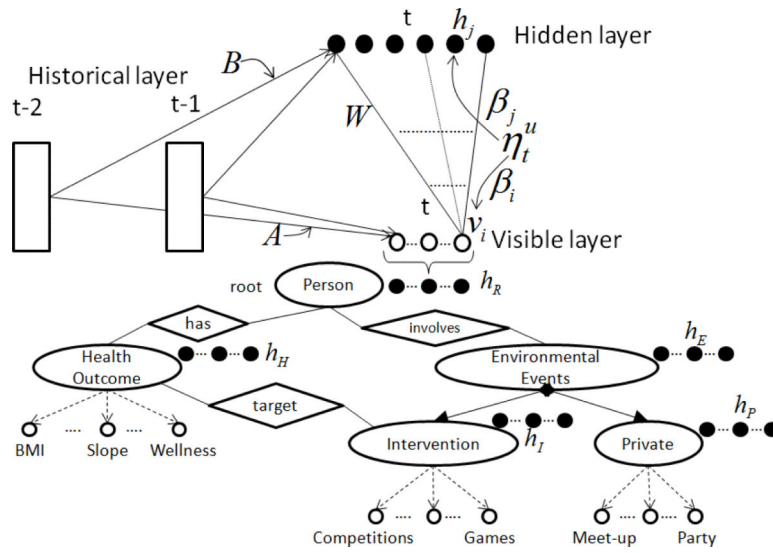 t
h_j
Hidden layer
B
Historical layer
t-2
t-1
W
β_j
η_t^u
β_i
t
v_i
A
Visible layer
root
Person
h_R
has
involves
Health
Outcome
h_H
Environmental
Events
h_E
target
Intervention
h_I
Private
h_P
BMI
....
Slope
....
Wellness
Competitions
....
....
Games
Meet-up
....
....
Party